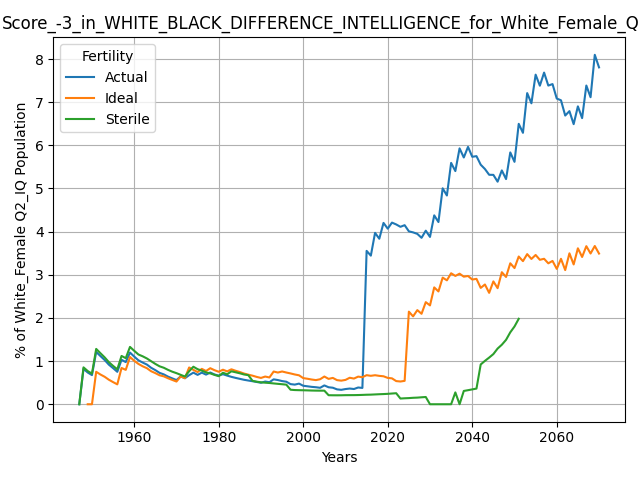 Score_-3_in_WHITE_BLACK_DIFFERENCE_INTELLIGENCE_for_White_Female_Q
% of White_Female Q2_IQ Population
8
7
6
5
4
3
2
1
0
Fertility
Actual
Ideal
Sterile
1960
1980
2000
2020
2040
2060
Years